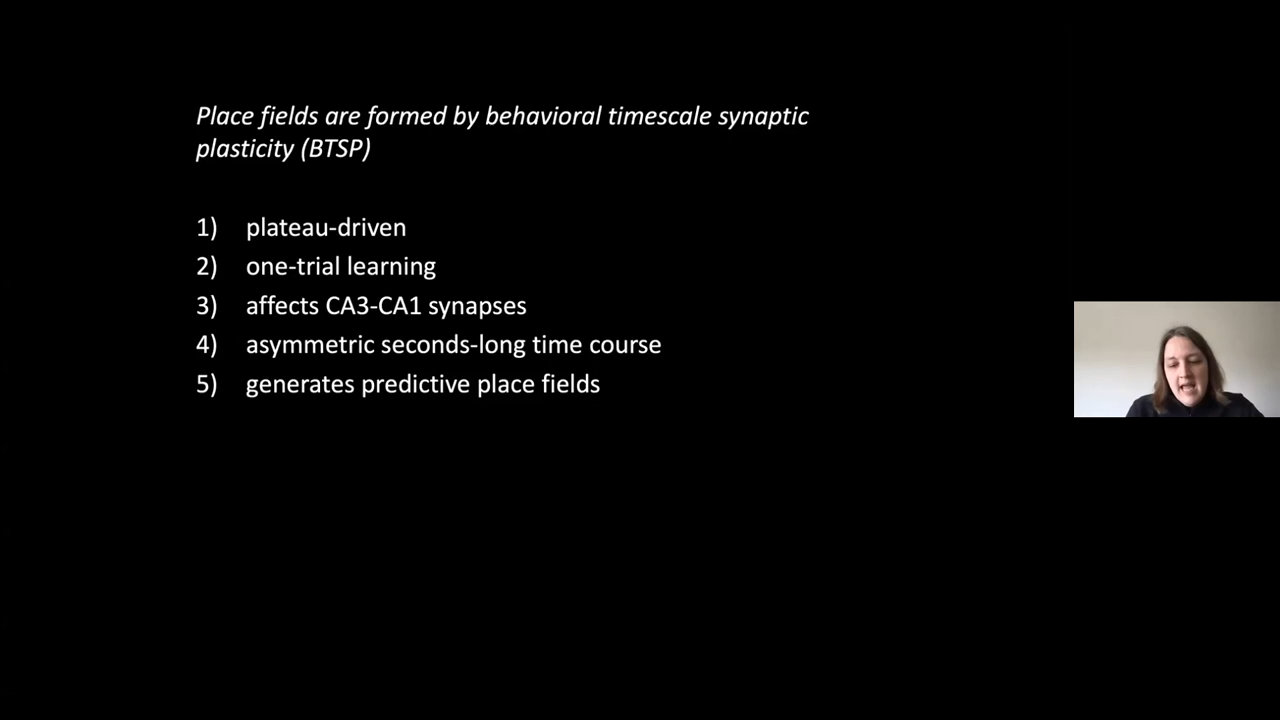 Place fields are formed by behavioral timescale synaptic
plasticity (BTSP)
1) plateau-driven
2) one-trial learning
3) affects CA3-CA1 synapses
4) asymmetric seconds-long time course
5) generates predictive place fields